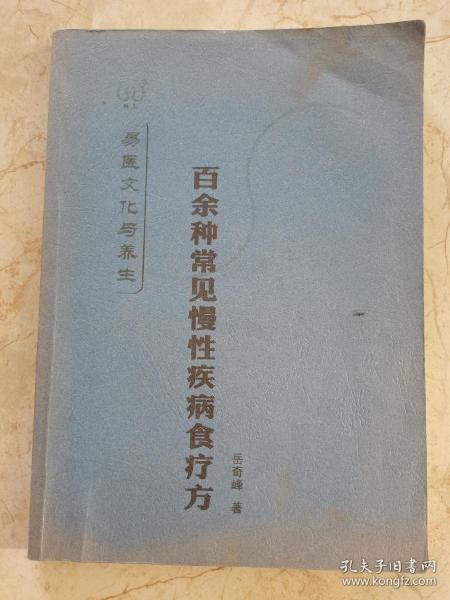 易医文化与养生
百余种常见慢性疾病食疗方
岳奇峰 著
孔夫子旧书网
www.kongfz.com